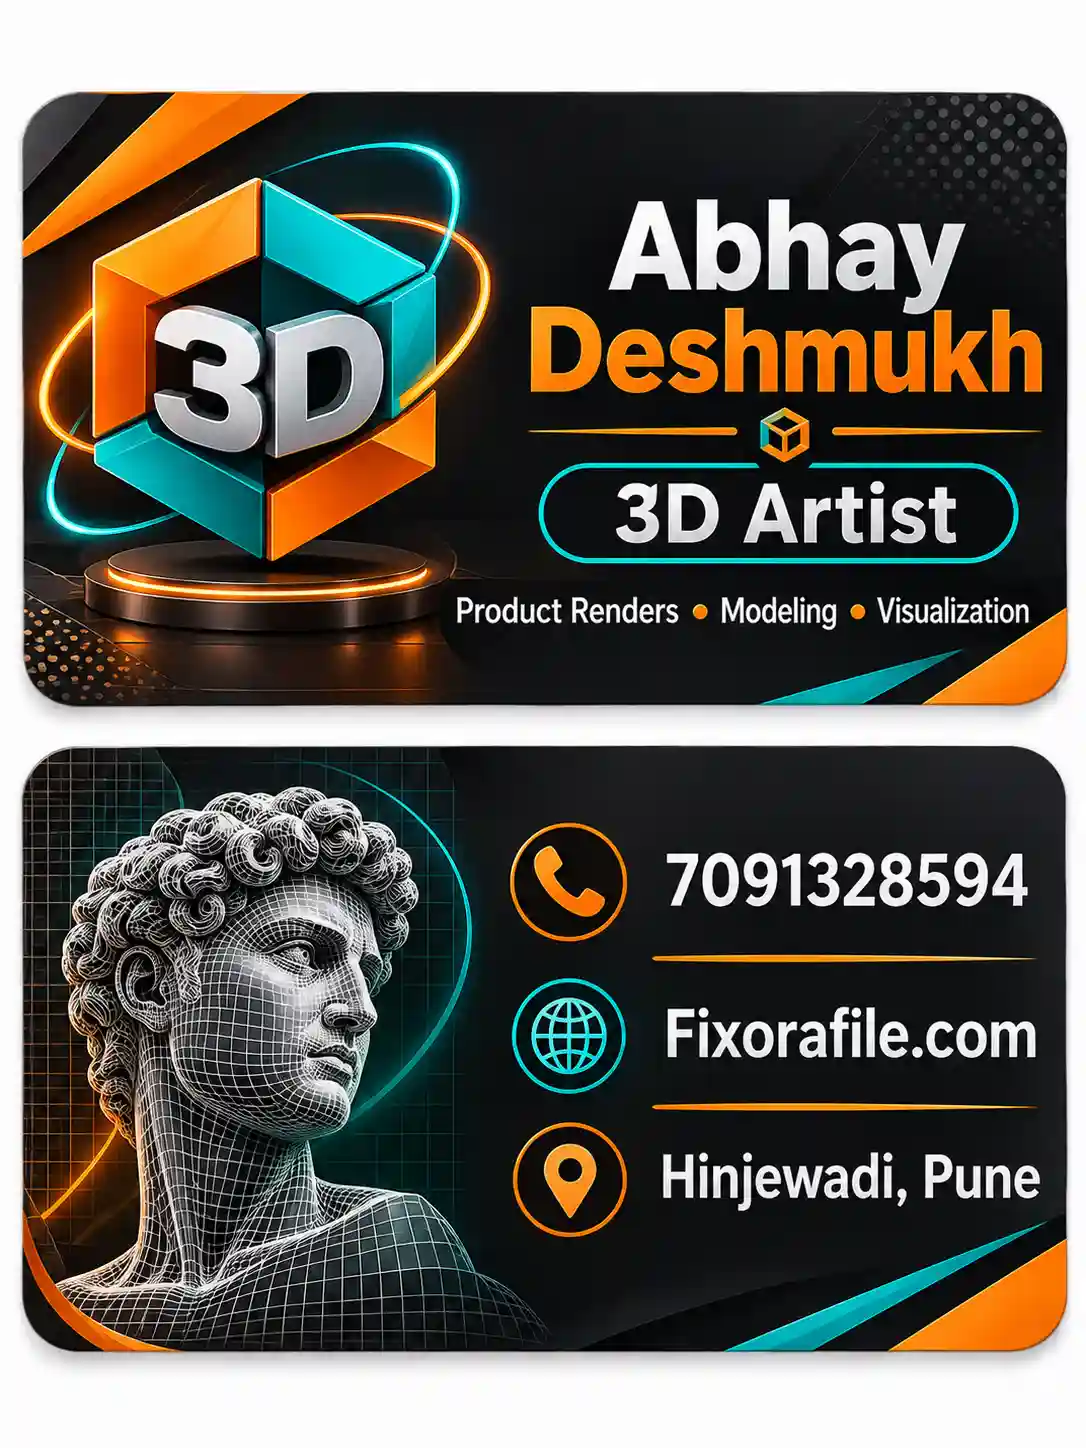 3D
Abhay
Deshmukh
3D Artist
Product Renders • Modeling • Visualization
7091328594
Fixorafile.com
Hinjewadi, Pune